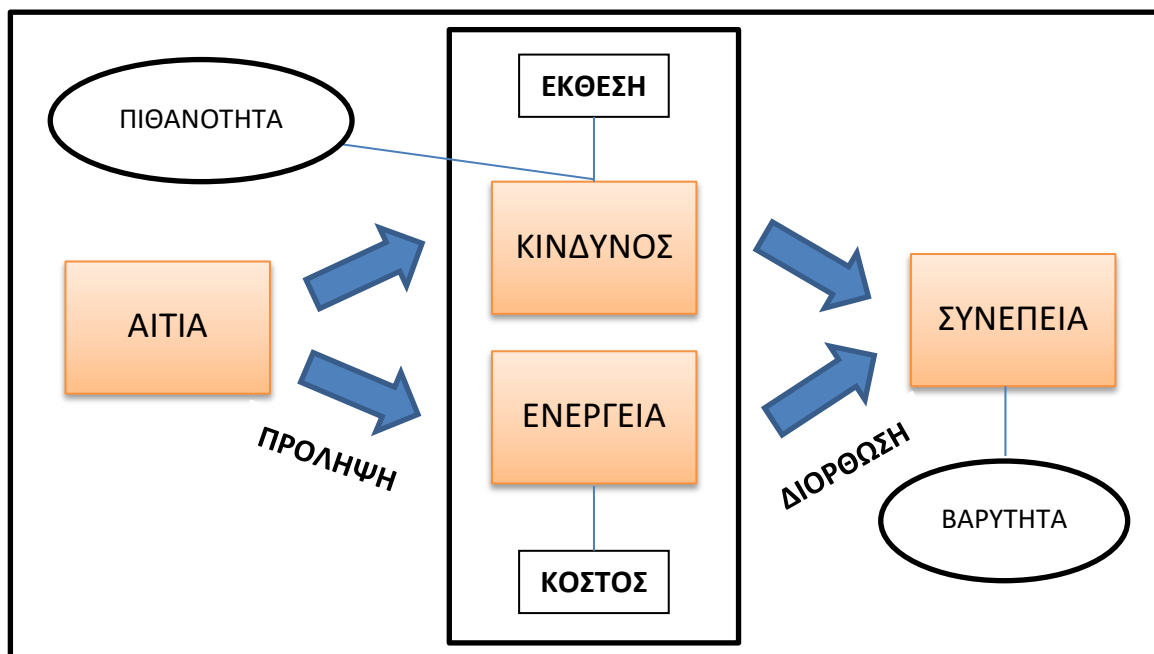 ΕΚΘΕΣΗ
ΠΙΘΑΝΟΤΗΤΑ
ΚΙΝΔΥΝΟΣ
ΑΙΤΙΑ
ΣΥΝΕΠΕΙΑ
ΕΝΕΡΓΕΙΑ
ΠΡΟΛΗΨΗ
ΔΙΟΡΘΩΣΗ
ΒΑΡΥΤΗΤΑ
ΚΟΣΤΟΣ